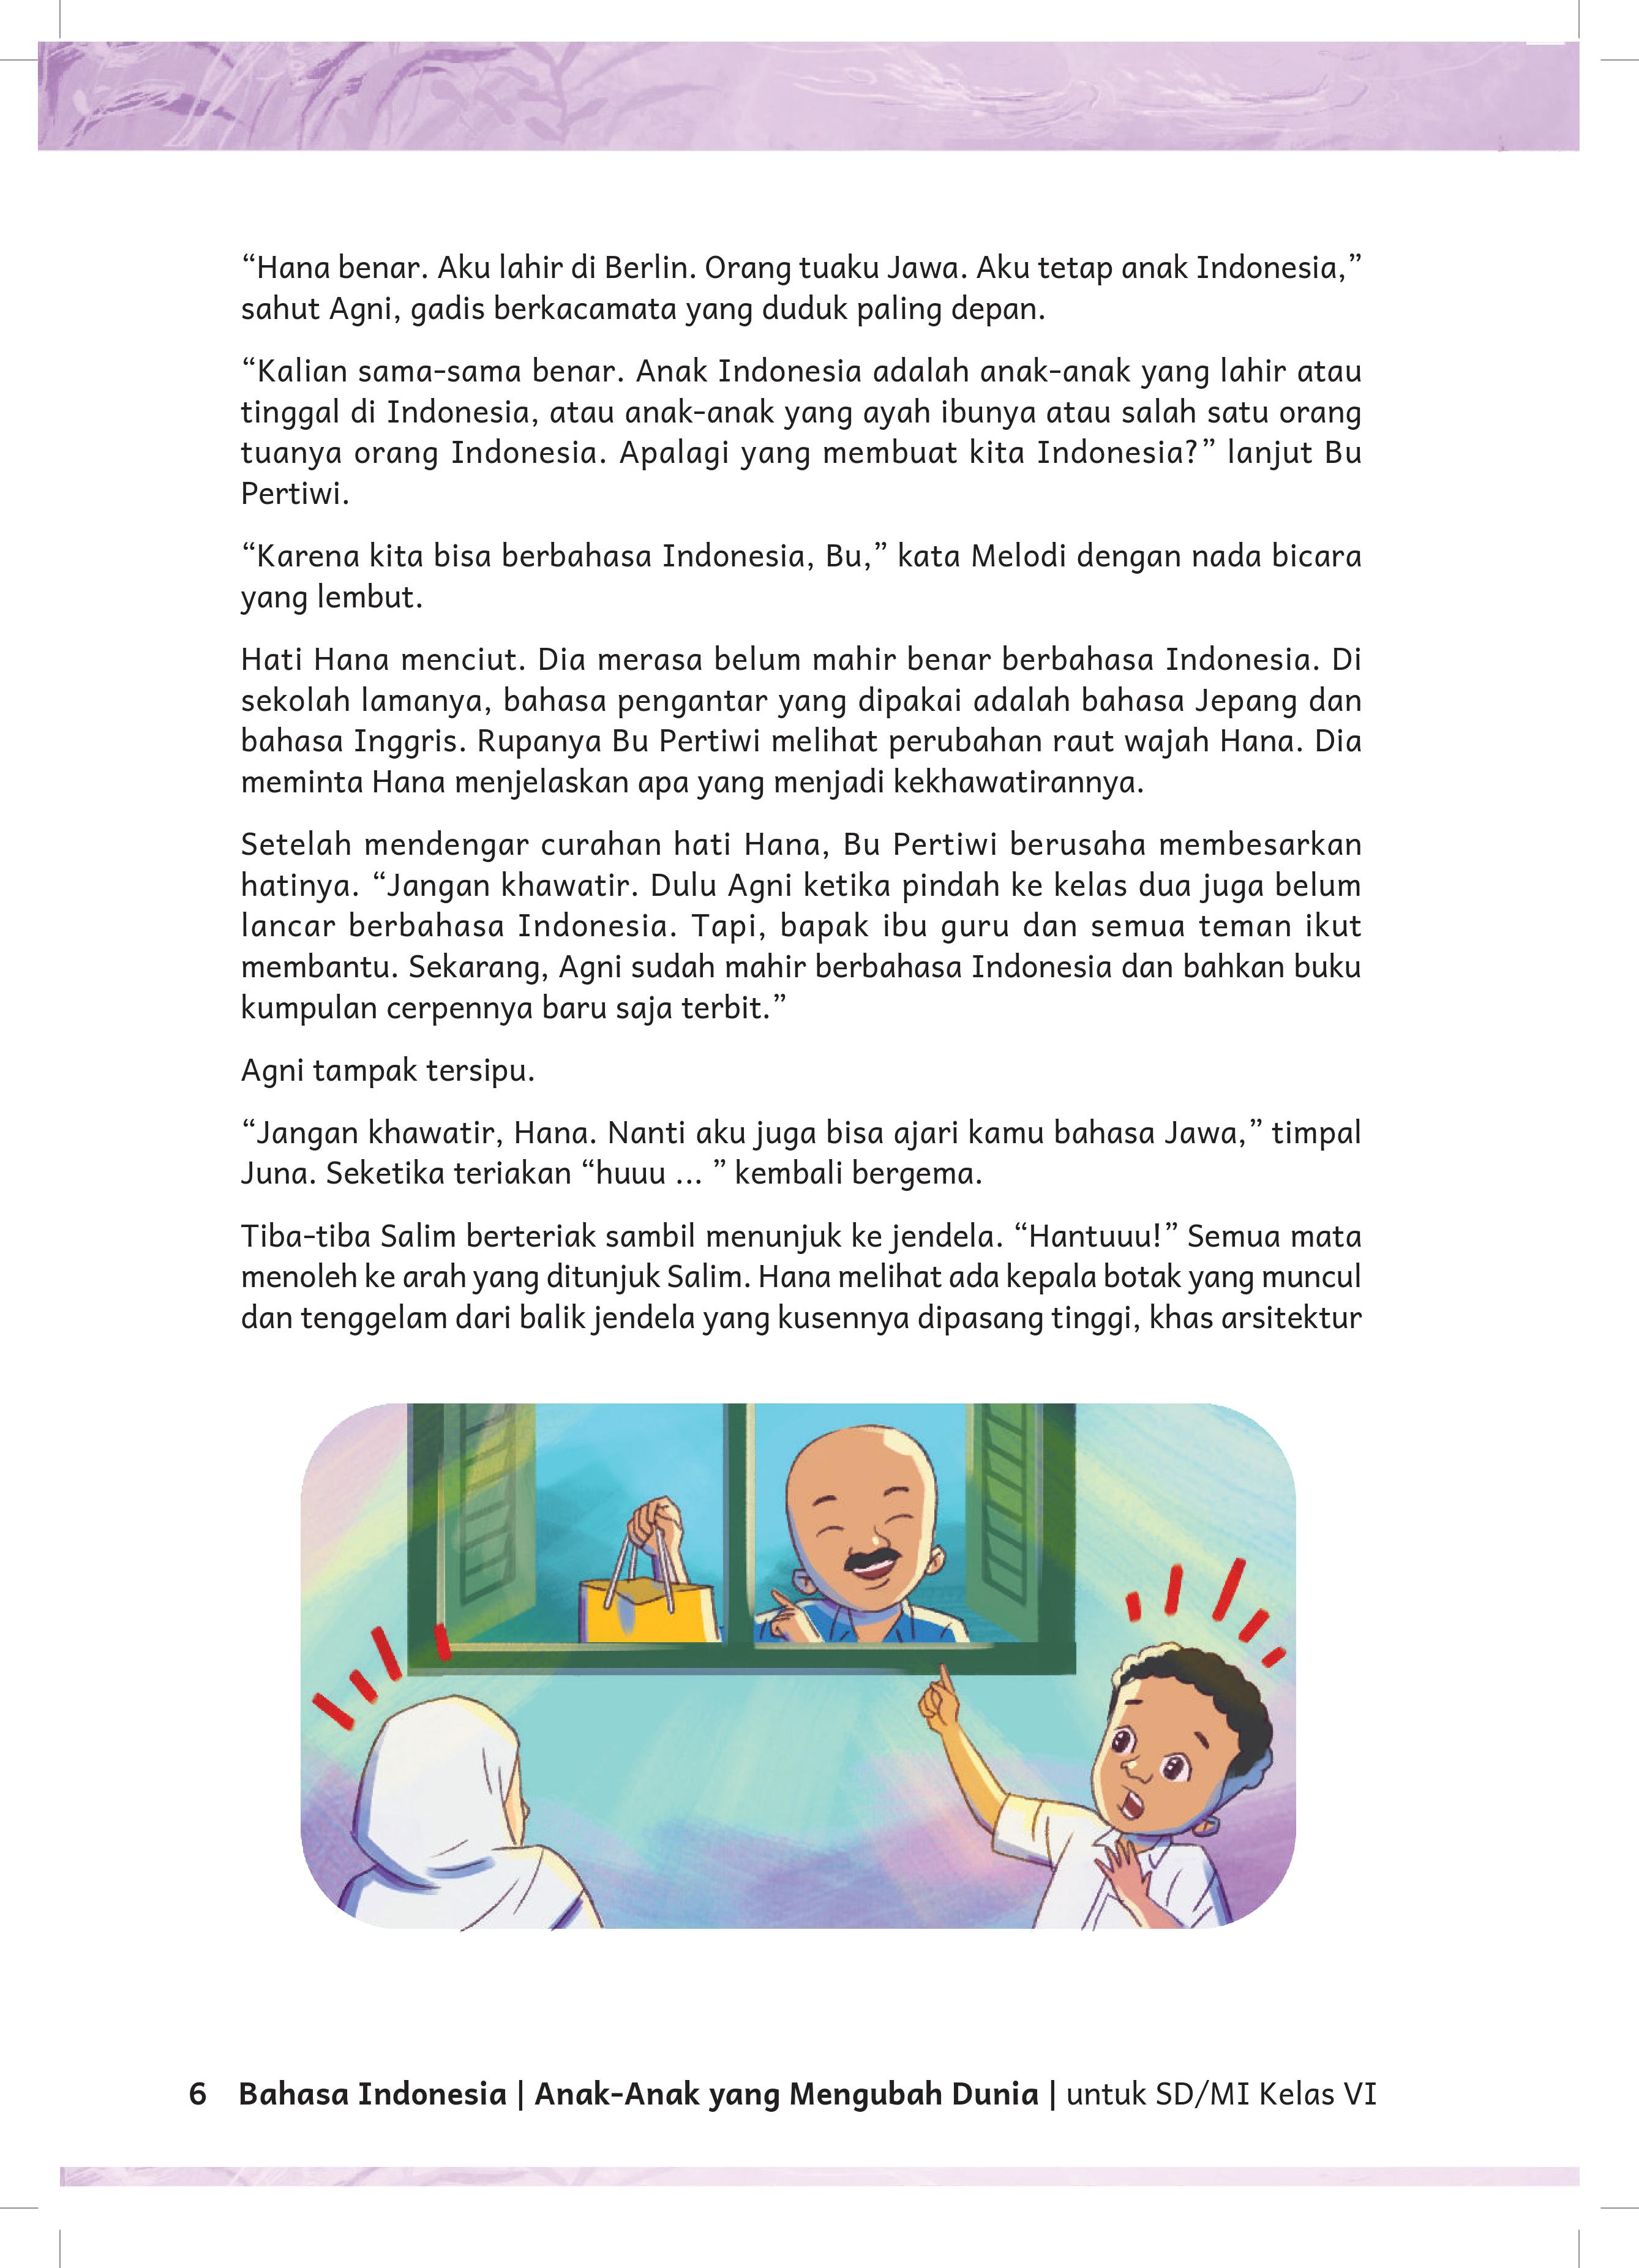 “Hana benar. Aku lahir di Berlin. Orang tuaku Jawa. Aku tetap anak Indonesia,”
sahut Agni, gadis berkacamata yang duduk paling depan.
“Kalian sama-sama benar. Anak Indonesia adalah anak-anak yang lahir atau
tinggal di Indonesia, atau anak-anak yang ayah ibunya atau salah satu orang
tuanya orang Indonesia. Apalagi yang membuat kita Indonesia?” lanjut Bu
Pertiwi.
“Karena kita bisa berbahasa Indonesia, Bu,” kata Melodi dengan nada bicara
yang lembut.
Hati Hana menciut. Dia merasa belum mahir benar berbahasa Indonesia. Di
sekolah lamanya, bahasa pengantar yang dipakai adalah bahasa Jepang dan
bahasa Inggris. Rupanya Bu Pertiwi melihat perubahan raut wajah Hana. Dia
meminta Hana menjelaskan apa yang menjadi kekhawatirannya.
Setelah mendengar curahan hati Hana, Bu Pertiwi berusaha membesarkan
hatinya. “Jangan khawatir. Dulu Agni ketika pindah ke kelas dua juga belum
lancar berbahasa Indonesia. Tapi, bapak ibu guru dan semua teman ikut
membantu. Sekarang, Agni sudah mahir berbahasa Indonesia dan bahkan buku
kumpulan cerpennya baru saja terbit.”
Agni tampak tersipu.
“Jangan khawatir, Hana. Nanti aku juga bisa ajari kamu bahasa Jawa,” timpal
Juna. Seketika teriakan “huuu ... ” kembali bergema.
Tiba-tiba Salim berteriak sambil menunjuk ke jendela. “Hantuuu!” Semua mata
menoleh ke arah yang ditunjuk Salim. Hana melihat ada kepala botak yang muncul
dan tenggelam dari balik jendela yang kusennya dipasang tinggi, khas arsitektur
6 Bahasa Indonesia | Anak-Anak yang Mengubah Dunia | untuk SD/MI Kelas VI